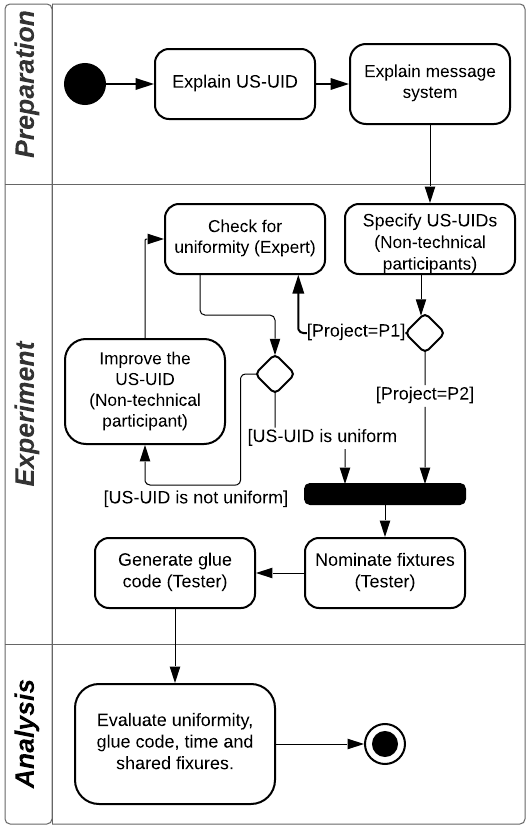 Preparation
Explain US-UID
Explain message
system
Experiment
Check for
uniformity (Expert)
Specify US-UIDs
(Non-technical
participants)
[Project=P1]
Improve the
US-UID
(Non-technical
participant)
[Project=P2]
[US-UID is uniform
[US-UID is not uniform]
Generate glue
code (Tester)
Nominate fixtures
(Tester)
Analysis
Evaluate uniformity,
glue code, time and
shared fixures.